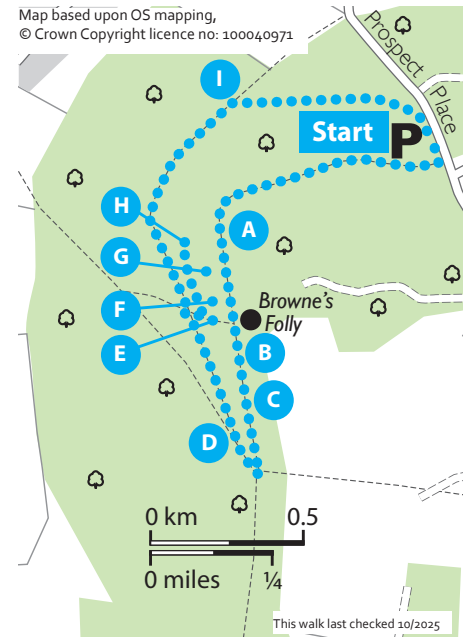 Map based upon OS mapping,
© Crown Copyright licence no: 100040971
Prospect Place
I
Start P
H
A
G
F
Browne's
Folly
E
B
C
D
0 km 0.5
0 miles ¼
This walk last checked 10/2025